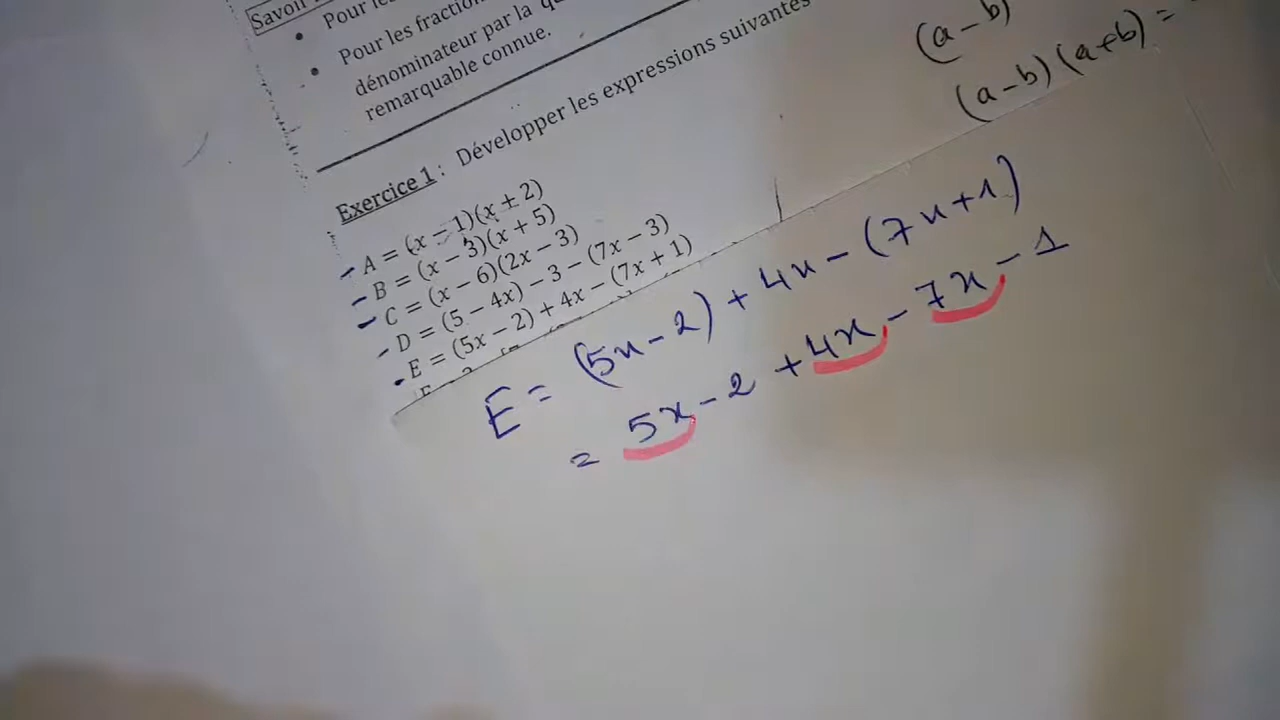 Savoir
• Pour les
• Pour les fractions
dénominateur par la
remarquable connue.
Exercice 1 : Développer les expressions suivantes
A = (x − 1)(x + 2)
B = (x − 3)(x + 5)
C = (x − 6)(2x − 3)
D = (5 − 4x) − 3 − (7x − 3)
E = (5x − 2) + 4x − (7x + 1)
(a-b)
(a-b)(a+b) =
E = (5x-2) + 4x - (7x+1)
= 5x - 2 + 4x - 7x - 1